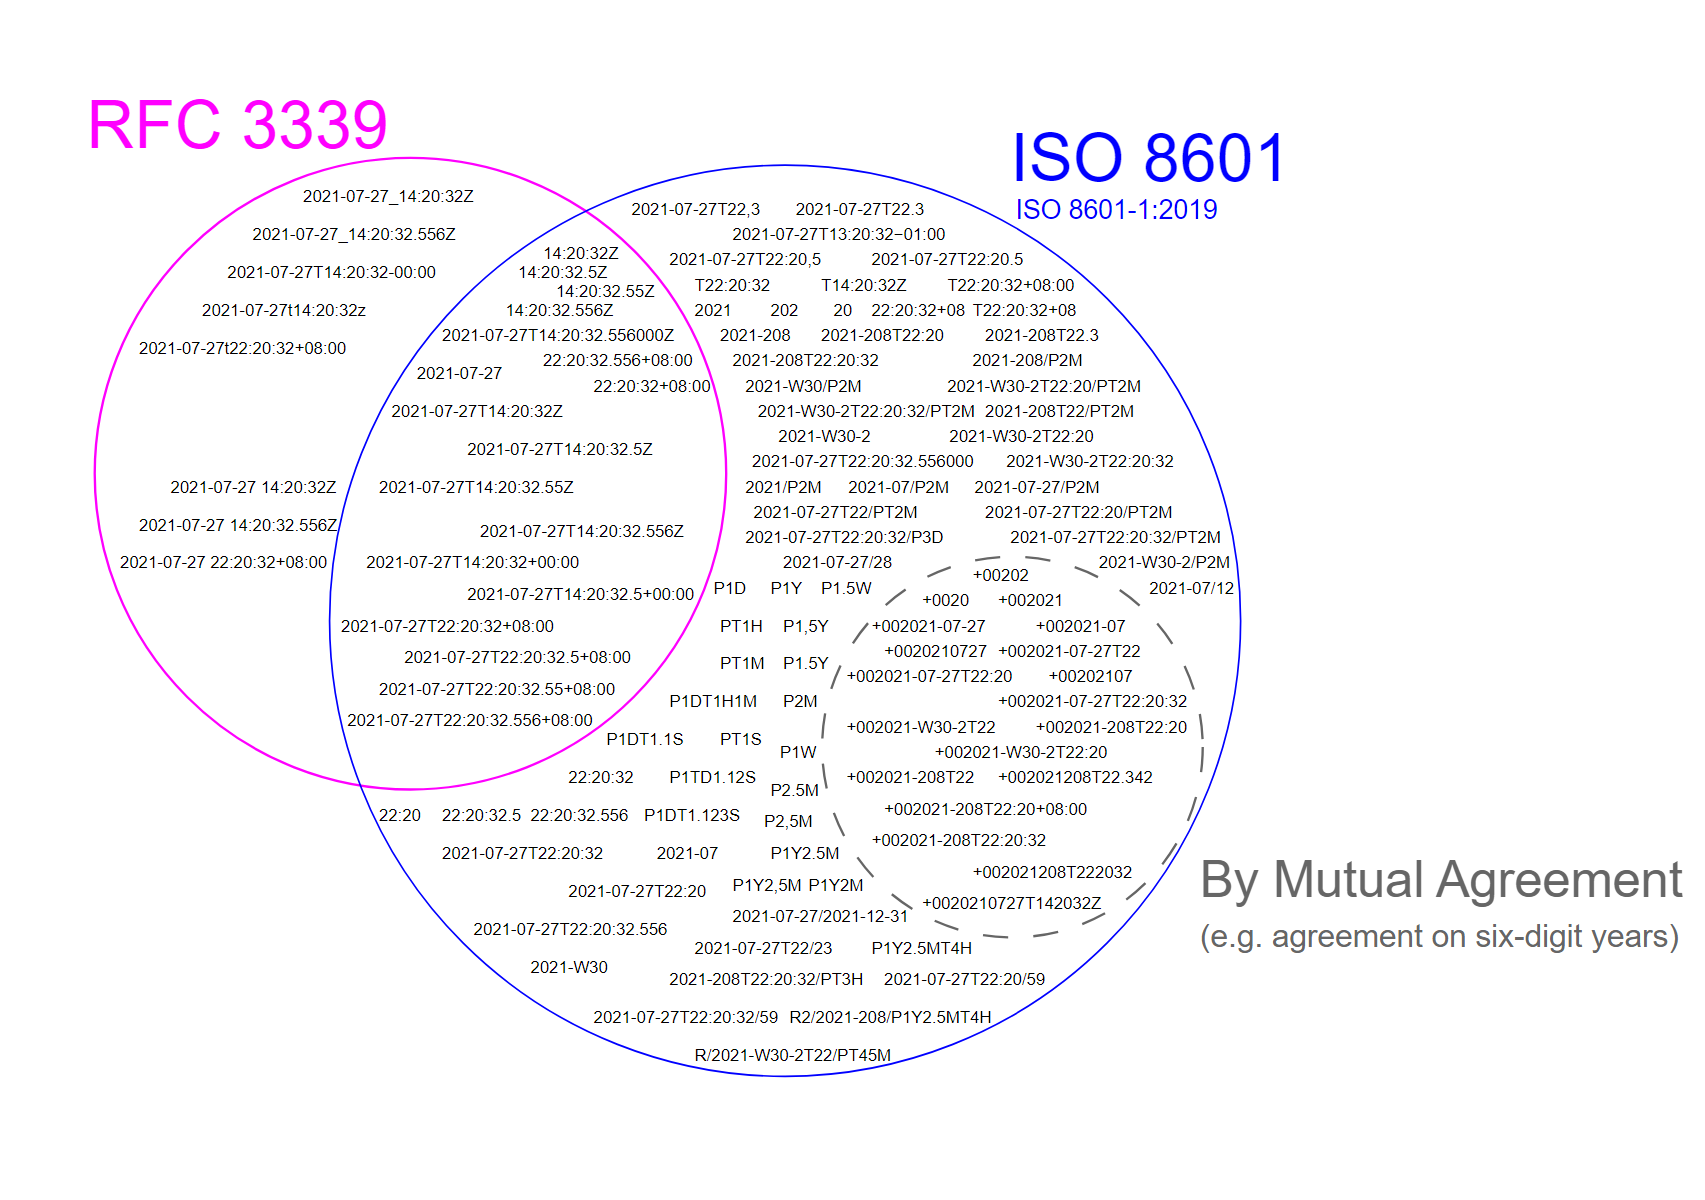 RFC 3339
ISO 8601
ISO 8601-1:2019
2021-07-27_14:20:32Z
2021-07-27_14:20:32.556Z
2021-07-27T14:20:32-00:00
2021-07-27t14:20:32z
2021-07-27t22:20:32+08:00
2021-07-27 14:20:32Z
2021-07-27 14:20:32.556Z
2021-07-27 22:20:32+08:00
14:20:32Z
14:20:32.5Z
14:20:32.55Z
14:20:32.556Z
2021-07-27T14:20:32.556000Z
22:20:32.556+08:00
2021-07-27
22:20:32+08:00
2021-07-27T14:20:32Z
2021-07-27T14:20:32.5Z
2021-07-27T14:20:32.55Z
2021-07-27T14:20:32.556Z
2021-07-27T14:20:32+00:00
2021-07-27T14:20:32.5+00:00
2021-07-27T22:20:32+08:00
2021-07-27T22:20:32.5+08:00
2021-07-27T22:20:32.55+08:00
2021-07-27T22:20:32.556+08:00
2021-07-27T22,3 2021-07-27T22.3
2021-07-27T13:20:32−01:00
2021-07-27T22:20,5 2021-07-27T22:20.5
T22:20:32 T14:20:32Z T22:20:32+08:00
2021 202 20 22:20:32+08 T22:20:32+08
2021-208 2021-208T22:20 2021-208T22.3
2021-208T22:20:32 2021-208/P2M
2021-W30/P2M 2021-W30-2T22:20/PT2M
2021-W30-2T22:20:32/PT2M 2021-208T22/PT2M
2021-W30-2 2021-W30-2T22:20
2021-07-27T22:20:32.556000 2021-W30-2T22:20:32
2021/P2M 2021-07/P2M 2021-07-27/P2M
2021-07-27T22/PT2M 2021-07-27T22:20/PT2M
2021-07-27T22:20:32/P3D 2021-07-27T22:20:32/PT2M
2021-07-27/28 2021-W30-2/P2M
P1D P1Y P1.5W 2021-07/12
PT1H P1,5Y
PT1M P1.5Y
P1DT1H1M P2M
P1DT1.1S PT1S P1W
22:20:32 P1TD1.12S P2.5M
22:20 22:20:32.5 22:20:32.556 P1DT1.123S P2,5M
2021-07-27T22:20:32 2021-07 P1Y2.5M
2021-07-27T22:20 P1Y2,5M P1Y2M
2021-07-27/2021-12-31
2021-07-27T22:20:32.556
2021-07-27T22/23 P1Y2.5MT4H
2021-W30
2021-208T22:20:32/PT3H 2021-07-27T22:20/59
2021-07-27T22:20:32/59 R2/2021-208/P1Y2.5MT4H
R/2021-W30-2T22/PT45M
+00202
+0020 +002021
+002021-07-27 +002021-07
+0020210727 +002021-07-27T22
+002021-07-27T22:20 +00202107
+002021-07-27T22:20:32
+002021-W30-2T22 +002021-208T22:20
+002021-W30-2T22:20
+002021-208T22 +002021208T22.342
+002021-208T22:20+08:00
+002021-208T22:20:32
+002021208T222032
+0020210727T142032Z
By Mutual Agreement
(e.g. agreement on six-digit years)